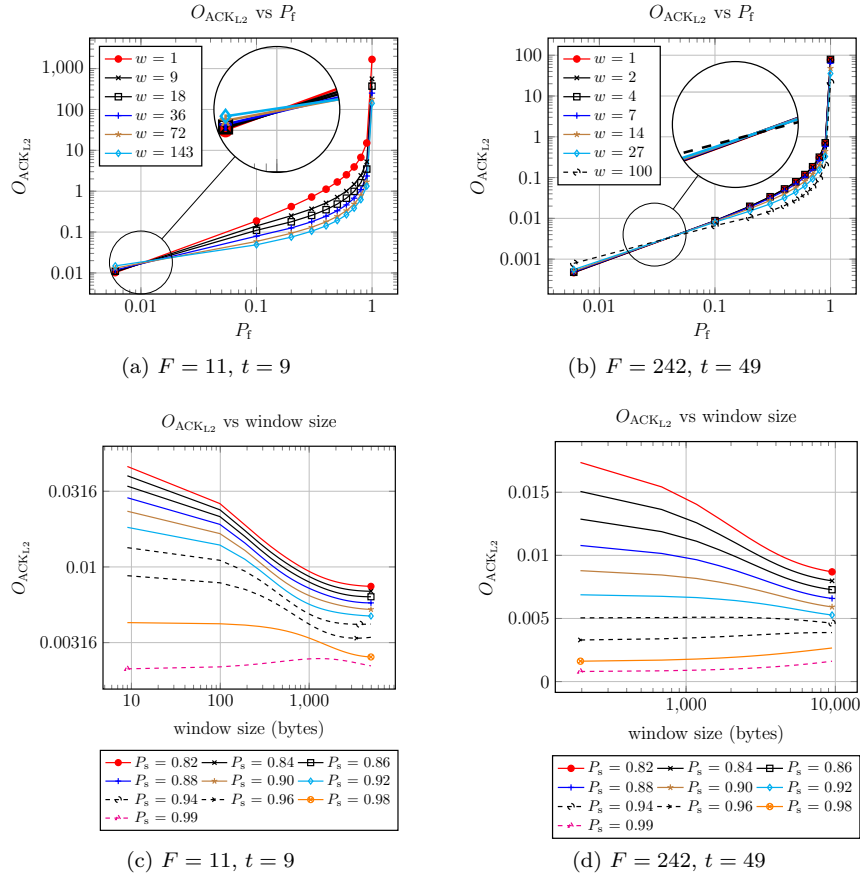 O_ACK_L2 vs P_f
1,000
100
10
1
0.1
0.01
0.01
0.1
1
O_ACK_L2
P_f
w = 1
w = 9
w = 18
w = 36
w = 72
w = 143
(a) F = 11, t = 9
O_ACK_L2 vs P_f
100
10
1
0.1
0.01
0.001
0.01
0.1
1
O_ACK_L2
P_f
w = 1
w = 2
w = 4
w = 7
w = 14
w = 27
w = 100
(b) F = 242, t = 49
O_ACK_L2 vs window size
0.0316
0.01
0.00316
10
100
1,000
O_ACK_L2
window size (bytes)
P_s = 0.82 P_s = 0.84 P_s = 0.86
P_s = 0.88 P_s = 0.90 P_s = 0.92
P_s = 0.94 P_s = 0.96 P_s = 0.98
P_s = 0.99
(c) F = 11, t = 9
O_ACK_L2 vs window size
0.015
0.01
0.005
0
1,000
10,000
O_ACK_L2
window size (bytes)
P_s = 0.82 P_s = 0.84 P_s = 0.86
P_s = 0.88 P_s = 0.90 P_s = 0.92
P_s = 0.94 P_s = 0.96 P_s = 0.98
P_s = 0.99
(d) F = 242, t = 49